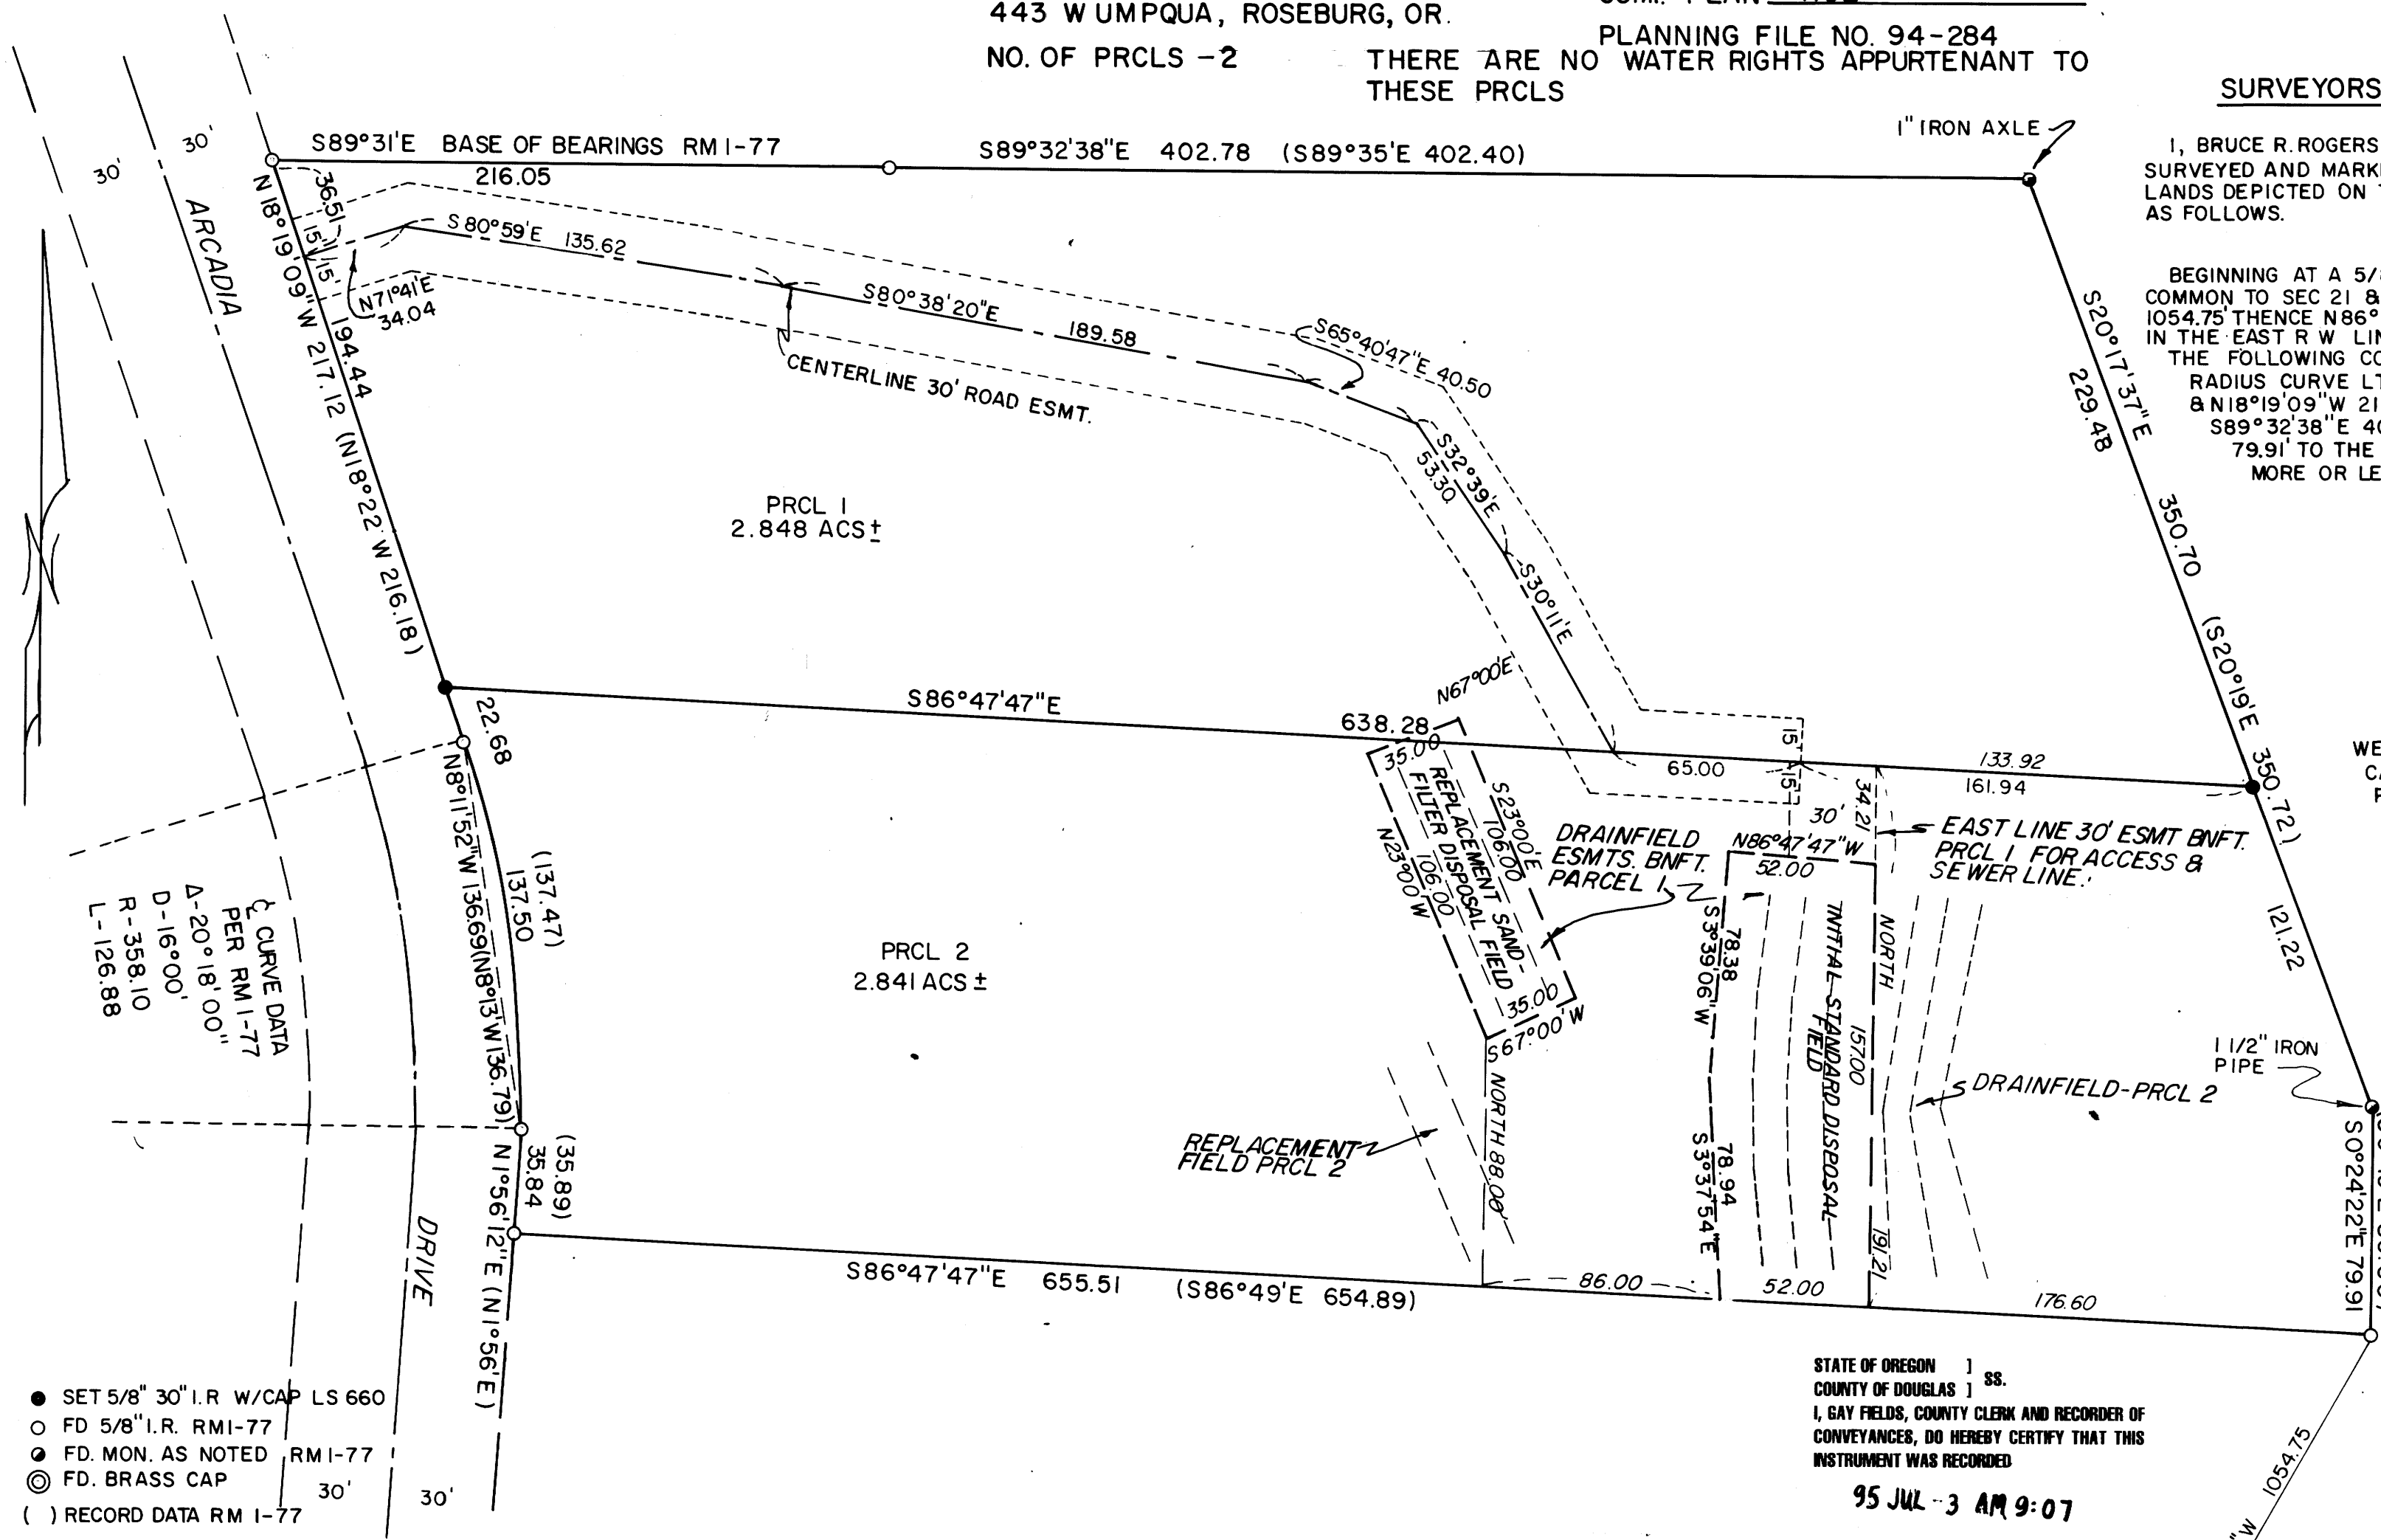 443 W UMPQUA, ROSEBURG, OR.
PLANNING FILE NO. 94-284
NO. OF PRCLS - 2
THERE ARE NO WATER RIGHTS APPURTENANT TO
THESE PRCLS
SURVEYORS
1" IRON AXLE
I, BRUCE R. ROGERS
SURVEYED AND MARK
LANDS DEPICTED ON
AS FOLLOWS.
BEGINNING AT A 5/
COMMON TO SEC 21 &
1054.75' THENCE N86°
IN THE EAST R W LIN
THE FOLLOWING CO
RADIUS CURVE LT
& N18°19'09"W 21
S89°32'38"E 40
79.91' TO THE
MORE OR LE
S89°31'E BASE OF BEARINGS RM 1-77
216.05
S89°32'38"E 402.78 (S89°35'E 402.40)
30'
30'
ARCADIA
36.51
15'
15'
N18°19'09"W 217.12 (N18°22'W 216.18)
194.44
N71°41'E
34.04
S80°59'E 135.62
S80°38'20"E 189.58
CENTERLINE 30' ROAD ESMT.
S65°40'47"E 40.50
S32°39'E
53.30
S30°11'E
S20°17'37"E
229.48
350.70 (S20°19'E 350.72)
PRCL 1
2.848 ACS ±
S86°47'47"E
638.28
N67°00'E
65.00
15
15
133.92
161.94
22.68
N8°11'52"W 136.69 (N8°13'W 136.79)
(137.47)
137.50
35.00
REPLACEMENT SAND-
FILTER DISPOSAL FIELD
S23°00'E
106.00
106.00
N23°00'W
35.00
S67°00'W
DRAINFIELD
ESMTS. BNFT.
PARCEL 1
30'
34.21
N86°47'47"W
52.00
EAST LINE 30' ESMT BNFT.
PRCL 1 FOR ACCESS &
SEWER LINE.
WE
121.22
℄ CURVE DATA
PER RM 1-77
Δ-20°18'00"
D-16°00'
R-358.10
L-126.88
PRCL 2
2.841 ACS ±
78.38
S3°39'06"W
INITIAL STANDARD DISPOSAL
FIELD
NORTH
157.00
191.21
DRAINFIELD-PRCL 2
1 1/2" IRON
PIPE
REPLACEMENT
FIELD PRCL 2
NORTH 88.00'
78.94
S3°37'54"E
S0°24'22"E 79.91
(35.89)
35.84
N1°56'12"E (N1°56'E)
DRIVE
S86°47'47"E 655.51 (S86°49'E 654.89)
86.00
52.00
176.60
● SET 5/8" 30" I.R W/CAP LS 660
○ FD 5/8" I.R. RM1-77
FD. MON. AS NOTED RM 1-77
◎ FD. BRASS CAP
( ) RECORD DATA RM 1-77
30'
30'
STATE OF OREGON ] SS.
COUNTY OF DOUGLAS ]
I, GAY FIELDS, COUNTY CLERK AND RECORDER OF
CONVEYANCES, DO HEREBY CERTIFY THAT THIS
INSTRUMENT WAS RECORDED
95 JUL -3 AM 9:07
"W 1054.75